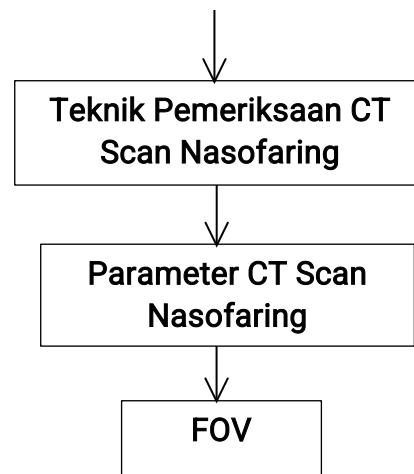 Teknik Pemeriksaan CT
Scan Nasofaring
Parameter CT Scan
Nasofaring
FOV